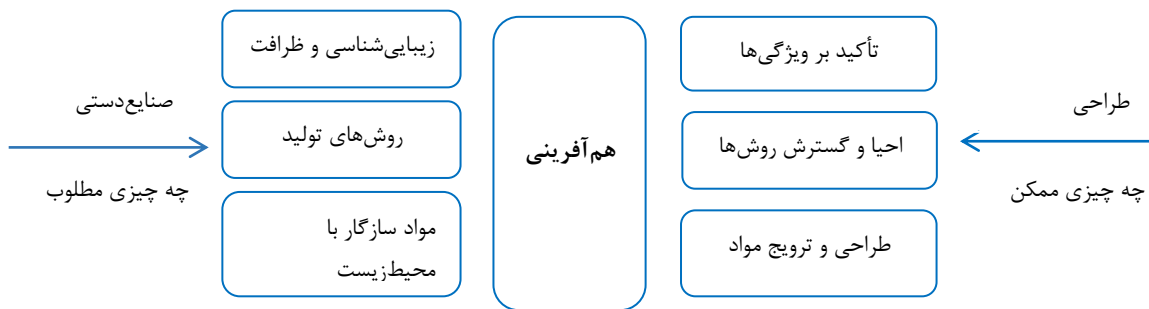 طراحی
چه چیزی ممکن
تأکید بر ویژگی‌ها
احیا و گسترش روش‌ها
طراحی و ترویج مواد
هم‌آفرینی
زیبایی‌شناسی و ظرافت
روش‌های تولید
مواد سازگار با
محیط‌زیست
صنایع‌دستی
چه چیزی مطلوب